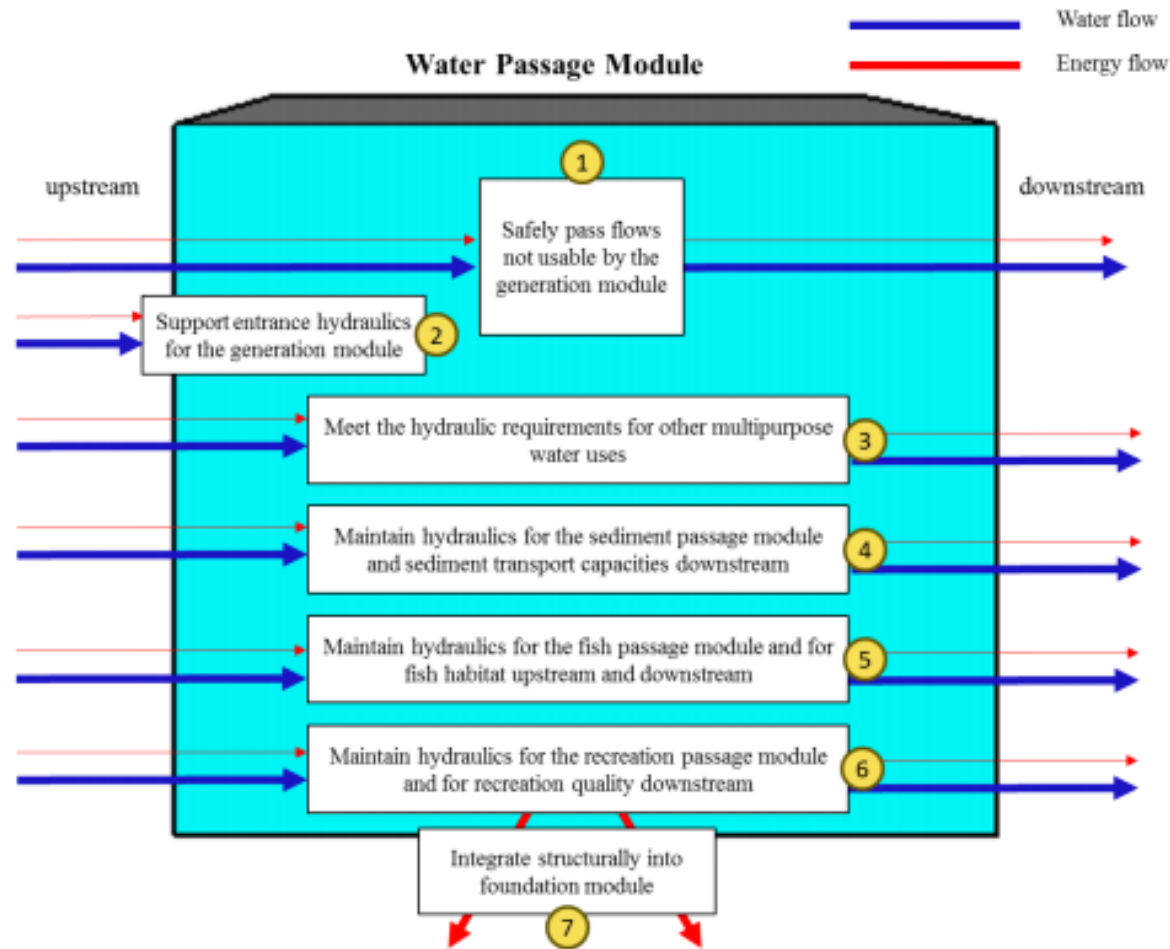 Water flow
Water Passage Module
Energy flow
1
upstream
downstream
Safely pass flows
not usable by the
generation module
Support entrance hydraulics
for the generation module
2
Meet the hydraulic requirements for other multipurpose
water uses
3
Maintain hydraulics for the sediment passage module
and sediment transport capacities downstream
4
Maintain hydraulics for the fish passage module and for
fish habitat upstream and downstream
5
Maintain hydraulics for the recreation passage module
and for recreation quality downstream
6
Integrate structurally into
foundation module
7